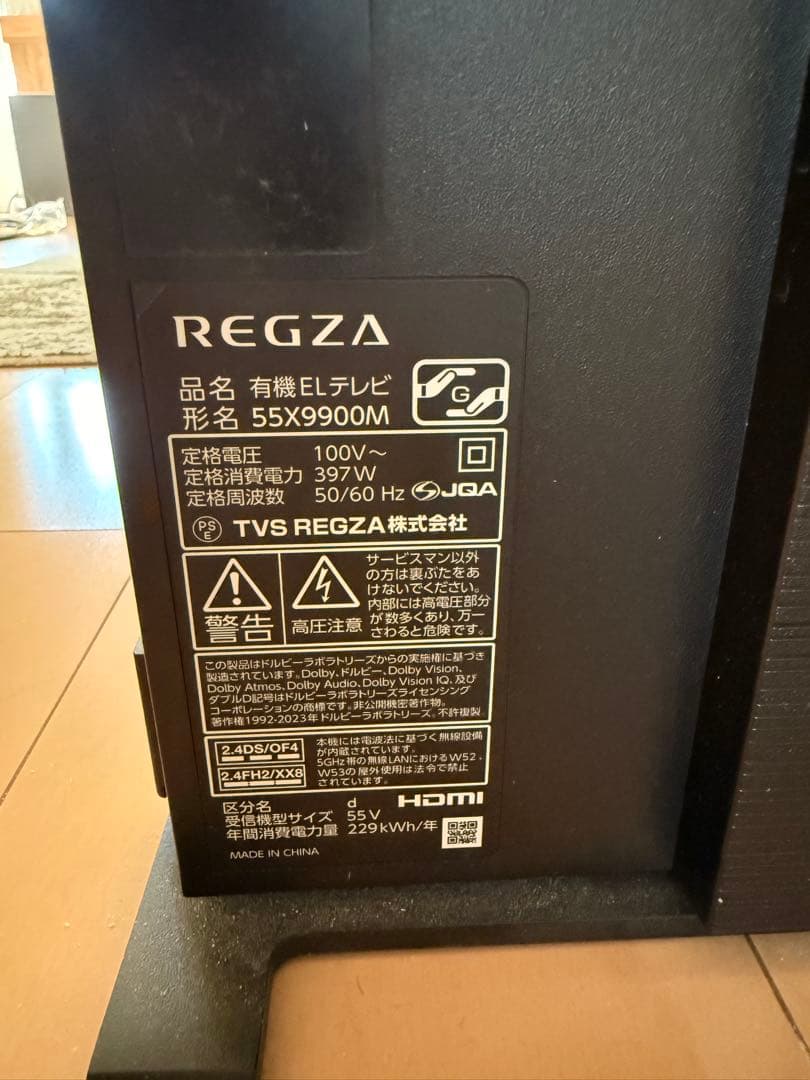 REGZA
品名 有機ELテレビ
形名 55X9900M
G
定格電圧 100V～
定格消費電力 397W
定格周波数 50/60 Hz JQA
PSE TVS REGZA株式会社
警告
高圧注意
サービスマン以外
の方は裏ぶたをあ
けないでください。
内部には高電圧部分
が数多くあり、万一
さわると危険です。
この製品はドルビーラボラトリーズからの実施権に基づき
製造されています。Dolby、ドルビー、Dolby Vision、
Dolby Atmos、Dolby Audio、Dolby Vision IQ、及び
ダブルD記号はドルビーラボラトリーズライセンシング
コーポレーションの商標です。非公開機密著作物。
著作権1992-2023年ドルビーラボラトリーズ。不許複製。
2.4DS/OF4
2.4FH2/XX8
本機には電波法に基づく無線設備
が内蔵されています。
5GHz帯の無線LANにおけるW52、
W53の屋外使用は法令で禁止
されています。
区分名 d HDMI
受信機型サイズ 55V
年間消費電力量 229kWh/年
MADE IN CHINA